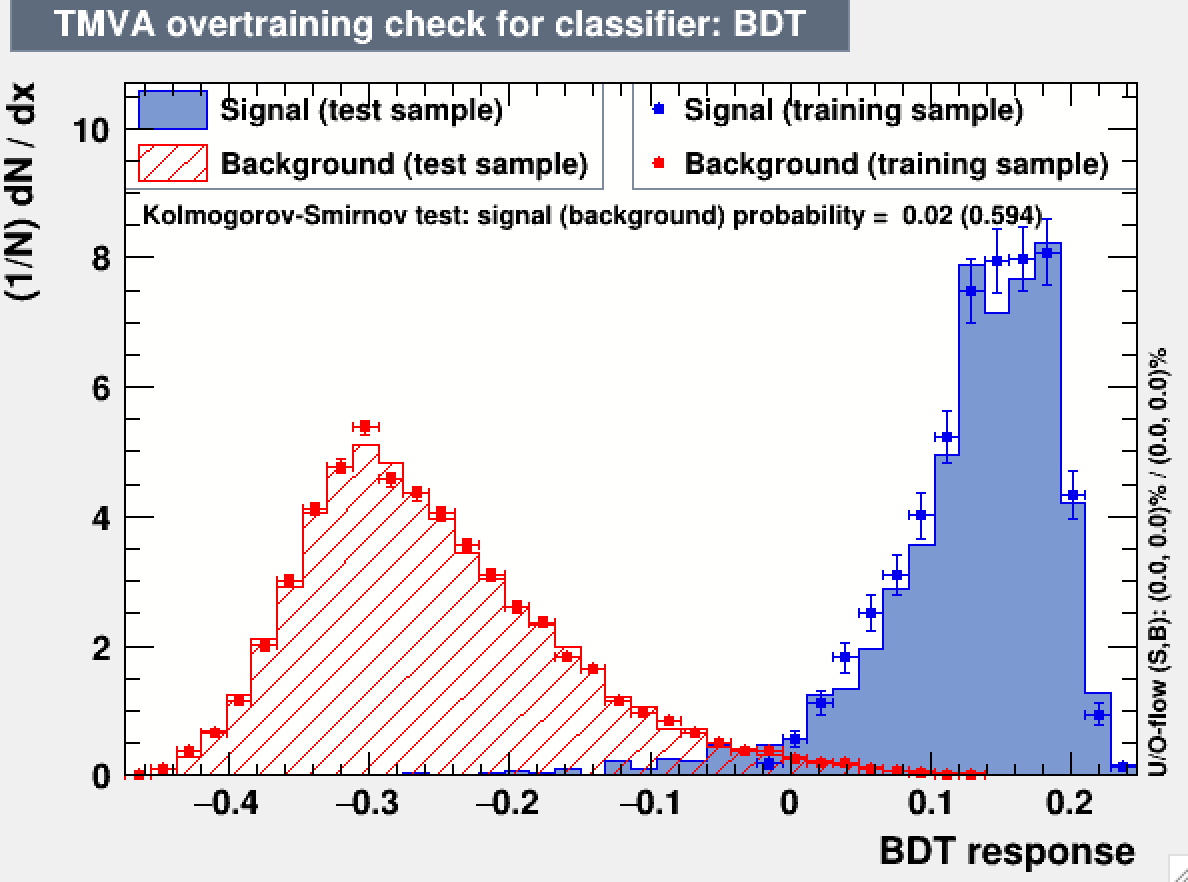 TMVA overtraining check for classifier: BDT
(1/N) dN / dx
Signal (test sample)
Background (test sample)
Signal (training sample)
Background (training sample)
Kolmogorov-Smirnov test: signal (background) probability = 0.02 (0.594)
10
8
6
4
2
0
−0.4 −0.3 −0.2 −0.1 0 0.1 0.2
BDT response
U/O-flow (S,B): (0.0, 0.0)% / (0.0, 0.0)%